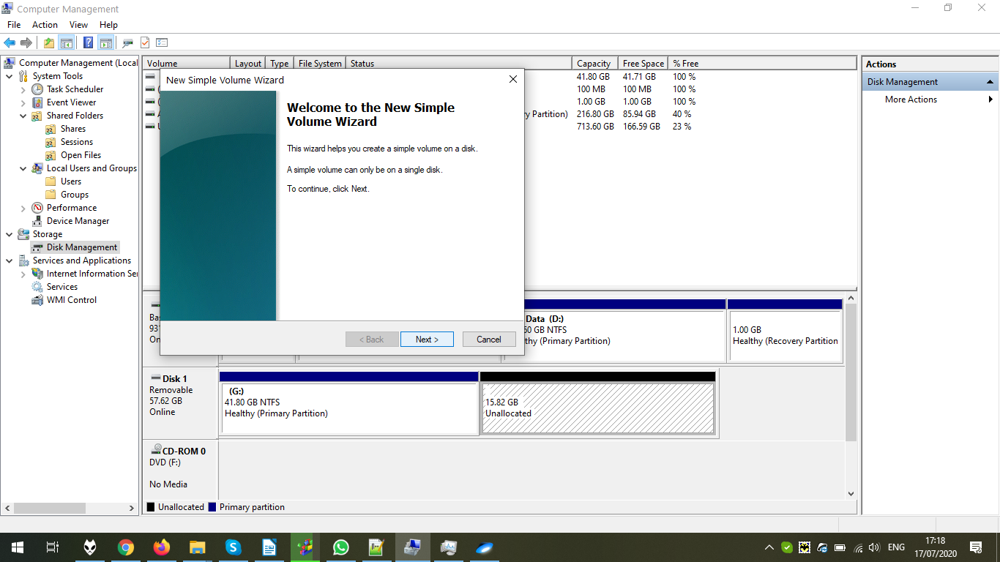 Computer Management
File Action View Help
Computer Management (Local
System Tools
Task Scheduler
Event Viewer
Shared Folders
Shares
Sessions
Open Files
Local Users and Groups
Users
Groups
Performance
Device Manager
Storage
Disk Management
Services and Applications
Internet Information Ser
Services
WMI Control
Volume Layout Type File System Status Capacity Free Space % Free
41.80 GB 41.71 GB 100 %
100 MB 100 MB 100 %
1.00 GB 1.00 GB 100 %
y Partition) 216.80 GB 85.94 GB 40 %
713.60 GB 166.59 GB 23 %
New Simple Volume Wizard
Welcome to the New Simple
Volume Wizard
This wizard helps you create a simple volume on a disk.
A simple volume can only be on a single disk.
To continue, click Next.
< Back Next > Cancel
Ba
931
On
Data (D:)
60 GB NTFS
thy (Primary Partition)
1.00 GB
Healthy (Recovery Partition
Disk 1
Removable
57.62 GB
Online
(G:)
41.80 GB NTFS
Healthy (Primary Partition)
15.82 GB
Unallocated
CD-ROM 0
DVD (F:)
No Media
Unallocated Primary partition
Actions
Disk Management
More Actions
ENG
17:18
17/07/2020